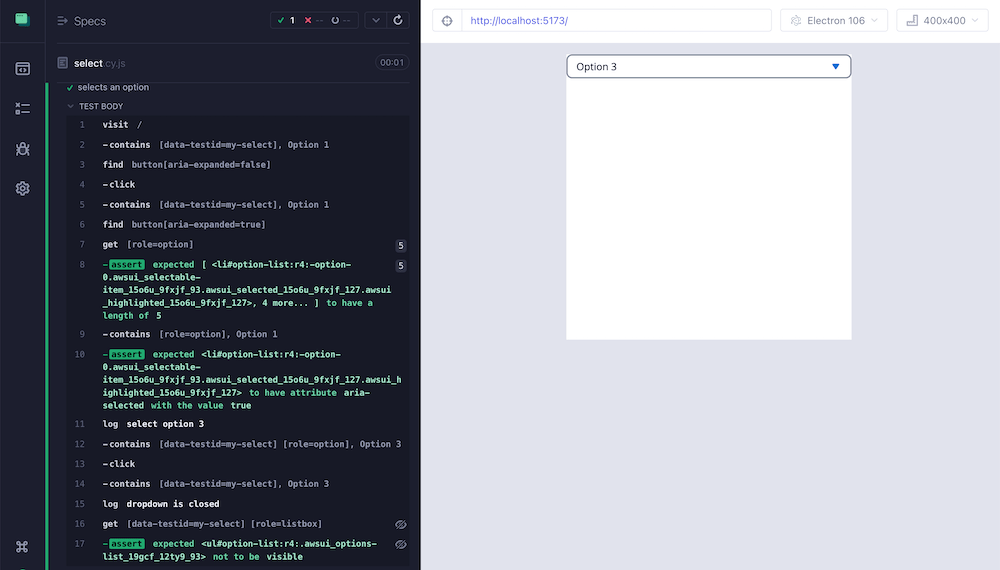 Specs
1
--
--
http://localhost:5173/
Electron 106
400x400
select.cy.js
00:01
selects an option
TEST BODY
1 visit /
2 -contains [data-testid=my-select], Option 1
3 find button[aria-expanded=false]
4 -click
5 -contains [data-testid=my-select], Option 1
6 find button[aria-expanded=true]
7 get [role=option] 5
8 -assert expected [ <li#option-list:r4:-option- 5
0.awsui_selectable-
item_15o6u_9fxjf_93.awsui_selected_15o6u_9fxjf_127.awsui
_highlighted_15o6u_9fxjf_127>, 4 more... ] to have a
length of 5
9 -contains [role=option], Option 1
10 -assert expected <li#option-list:r4:-option-
0.awsui_selectable-
item_15o6u_9fxjf_93.awsui_selected_15o6u_9fxjf_127.awsui_h
ighlighted_15o6u_9fxjf_127> to have attribute aria-
selected with the value true
11 log select option 3
12 -contains [data-testid=my-select] [role=option], Option 3
13 -click
14 -contains [data-testid=my-select], Option 3
15 log dropdown is closed
16 get [data-testid=my-select] [role=listbox]
17 -assert expected <ul#option-list:r4:.awsui_options-
list_19gcf_12ty9_93> not to be visible
Option 3